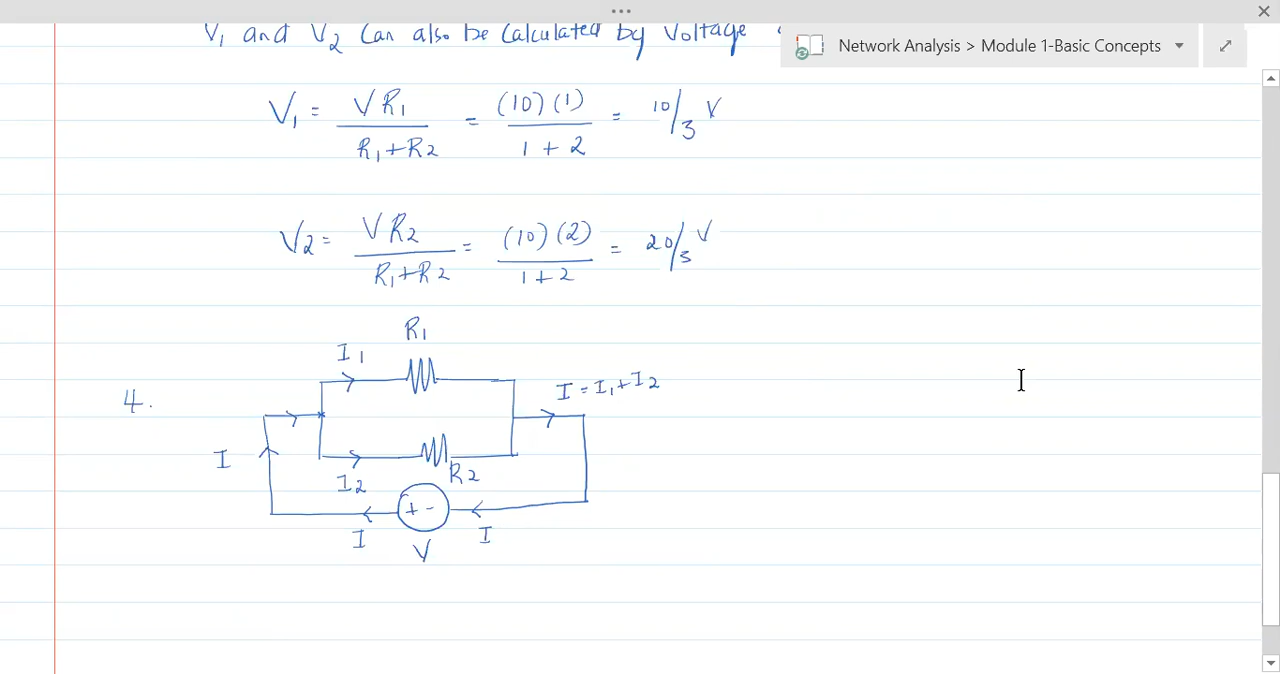 •••
V₁ and V₂ Can also be calculated by Voltage
Network Analysis > Module 1-Basic Concepts
V₁ = V R₁ / (R₁+R₂) = (10)(1) / (1+2) = 10/3 V
V₂ = V R₂ / (R₁+R₂) = (10)(2) / (1+2) = 20/3 V
R₁
I₁
4.
I = I₁+I₂
I
R₂
I₂
+ -
I
I
V